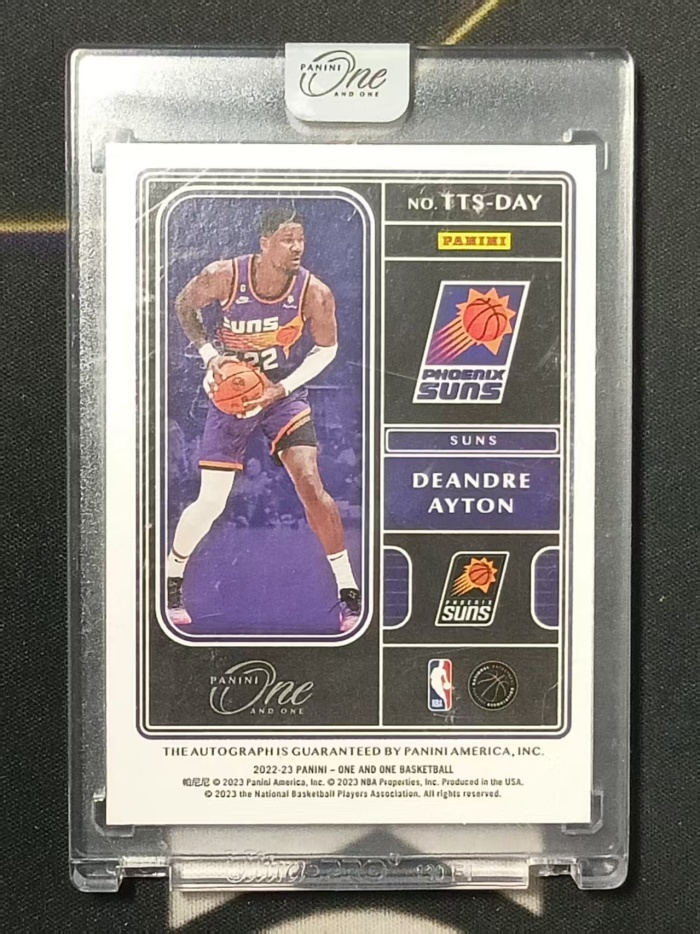 PANINI
One
AND ONE
NO. TTS-DAY
PANINI
PHOENIX
SUNS
SUNS
DEANDRE
AYTON
SUNS
22
PHOENIX
SUNS
NBA
PANINI
One
AND ONE
THE AUTOGRAPH IS GUARANTEED BY PANINI AMERICA, INC.
2022-23 PANINI – ONE AND ONE BASKETBALL
帕尼尼 © 2023 Panini America, Inc. © 2023 NBA Properties, Inc. Produced in the USA.
© 2023 the National Basketball Players Association. All rights reserved.